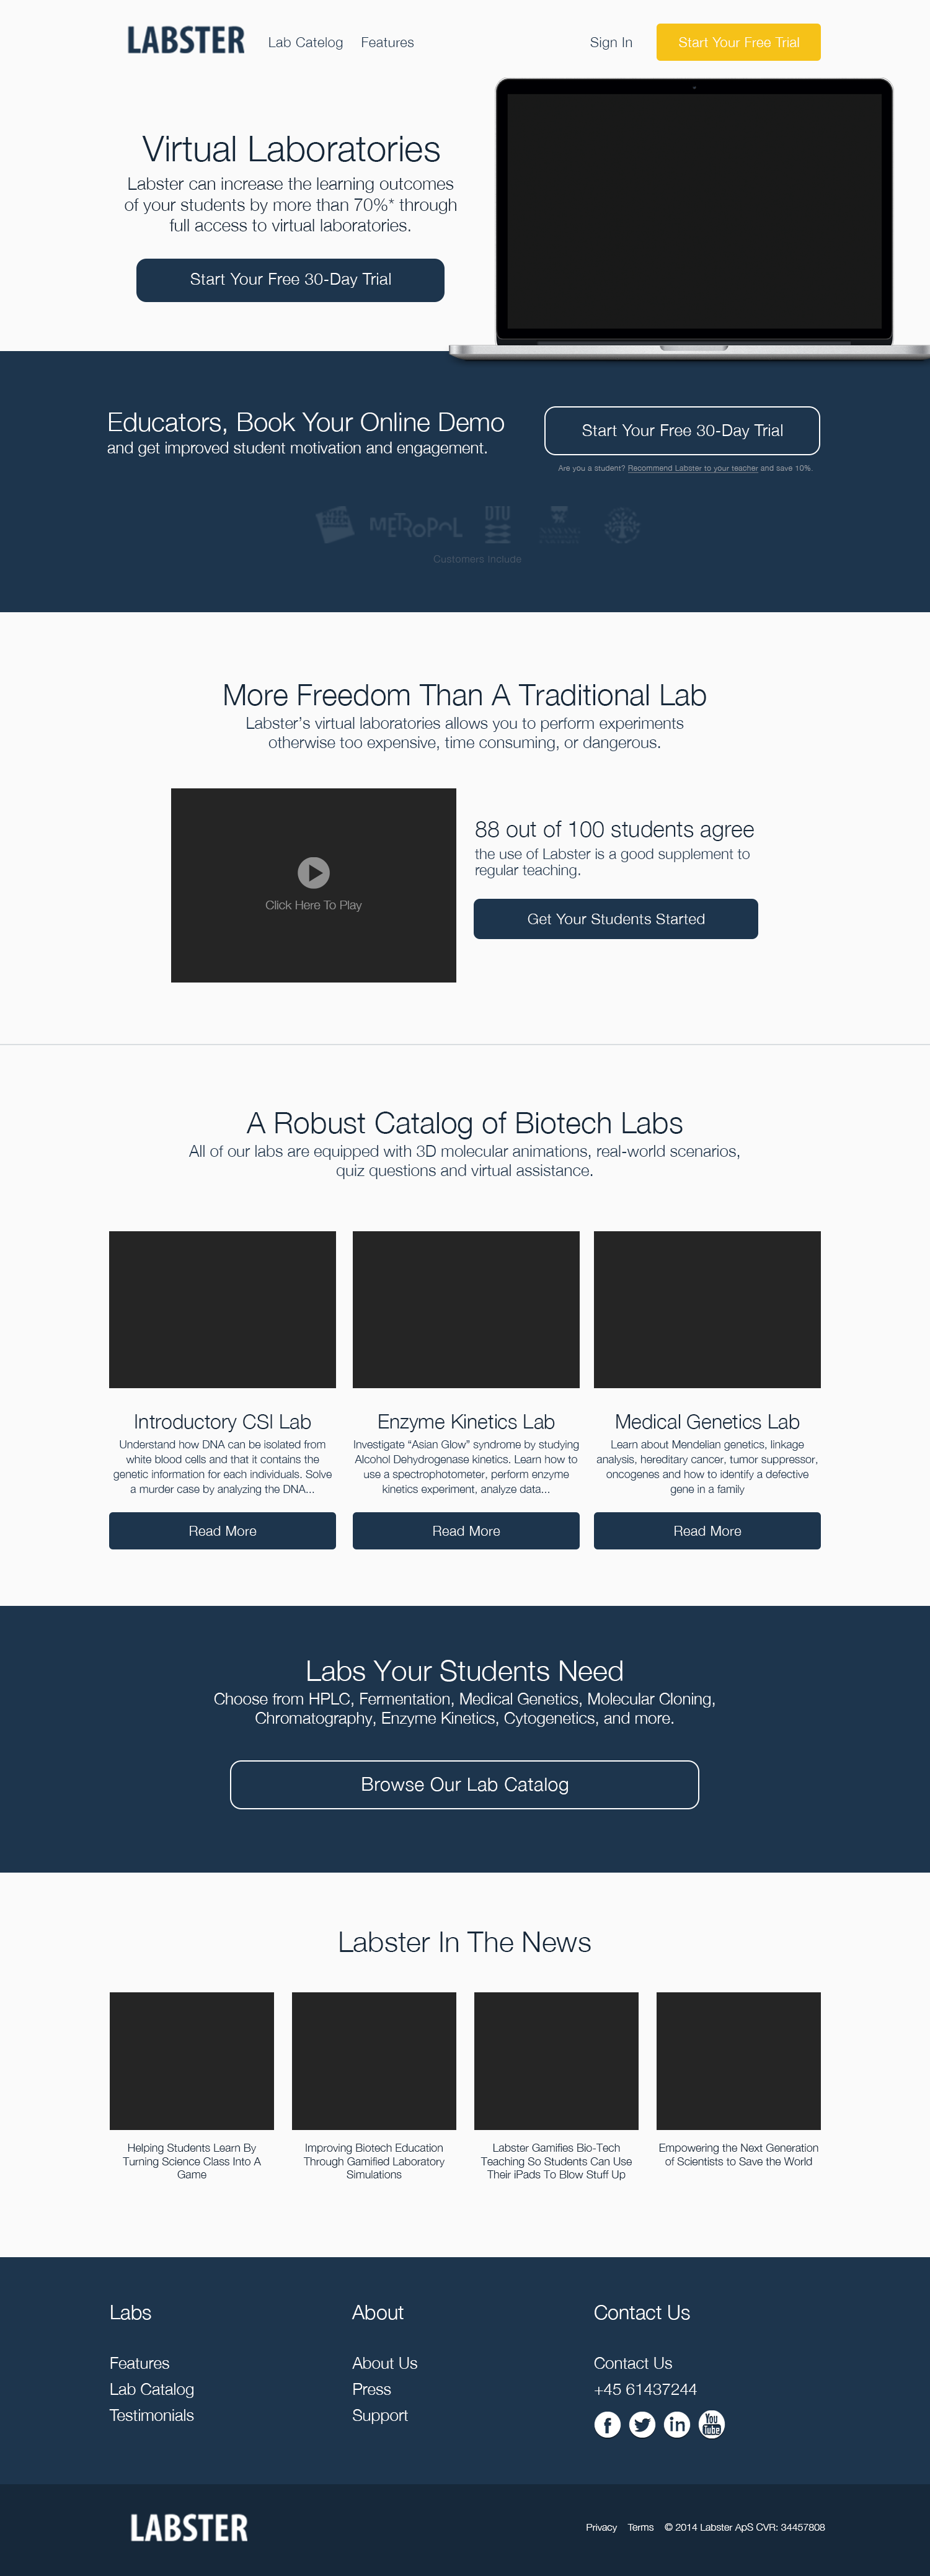 LABSTER
Lab Catelog
Features
Sign In
Start Your Free Trial
Virtual Laboratories
Labster can increase the learning outcomes
of your students by more than 70%* through
full access to virtual laboratories.
Start Your Free 30-Day Trial
Educators, Book Your Online Demo
and get improved student motivation and engagement.
Start Your Free 30-Day Trial
Are you a student? Recommend Labster to your teacher and save 10%.
METROPOL
DTU
Customers Include
More Freedom Than A Traditional Lab
Labster’s virtual laboratories allows you to perform experiments
otherwise too expensive, time consuming, or dangerous.
Click Here To Play
88 out of 100 students agree
the use of Labster is a good supplement to
regular teaching.
Get Your Students Started
A Robust Catalog of Biotech Labs
All of our labs are equipped with 3D molecular animations, real-world scenarios,
quiz questions and virtual assistance.
Introductory CSI Lab
Understand how DNA can be isolated from
white blood cells and that it contains the
genetic information for each individuals. Solve
a murder case by analyzing the DNA...
Read More
Enzyme Kinetics Lab
Investigate “Asian Glow” syndrome by studying
Alcohol Dehydrogenase kinetics. Learn how to
use a spectrophotometer, perform enzyme
kinetics experiment, analyze data...
Read More
Medical Genetics Lab
Learn about Mendelian genetics, linkage
analysis, hereditary cancer, tumor suppressor,
oncogenes and how to identify a defective
gene in a family
Read More
Labs Your Students Need
Choose from HPLC, Fermentation, Medical Genetics, Molecular Cloning,
Chromatography, Enzyme Kinetics, Cytogenetics, and more.
Browse Our Lab Catalog
Labster In The News
Helping Students Learn By
Turning Science Class Into A
Game
Improving Biotech Education
Through Gamified Laboratory
Simulations
Labster Gamifies Bio-Tech
Teaching So Students Can Use
Their iPads To Blow Stuff Up
Empowering the Next Generation
of Scientists to Save the World
Labs
Features
Lab Catalog
Testimonials
About
About Us
Press
Support
Contact Us
Contact Us
+45 61437244
f
in
You
Tube
LABSTER
Privacy
Terms
© 2014 Labster ApS CVR: 34457808